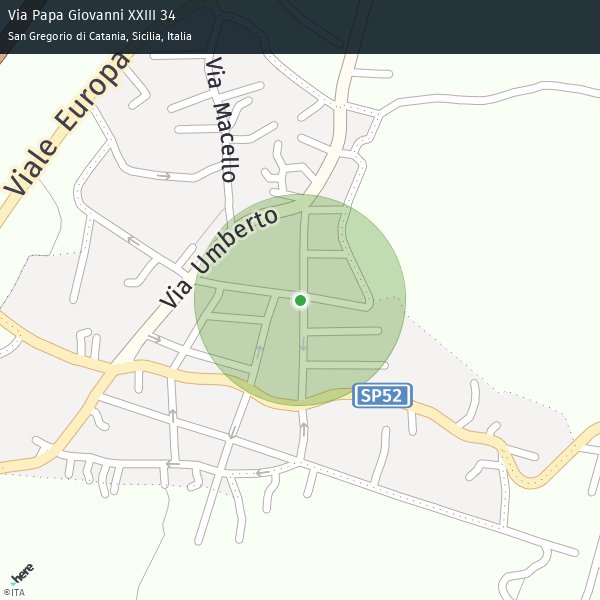 Via Papa Giovanni XXIII 34
San Gregorio di Catania, Sicilia, Italia
Viale Europa
Via Macello
Via Umberto
SP52
here
©ITA